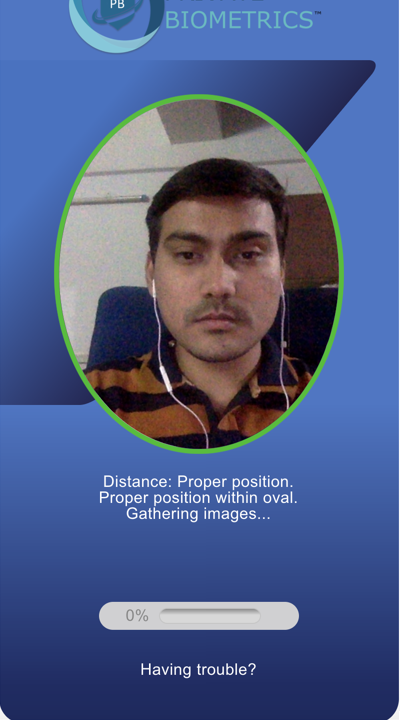 PB
BIOMETRICS™
Distance: Proper position.
Proper position within oval.
Gathering images...
0%
Having trouble?